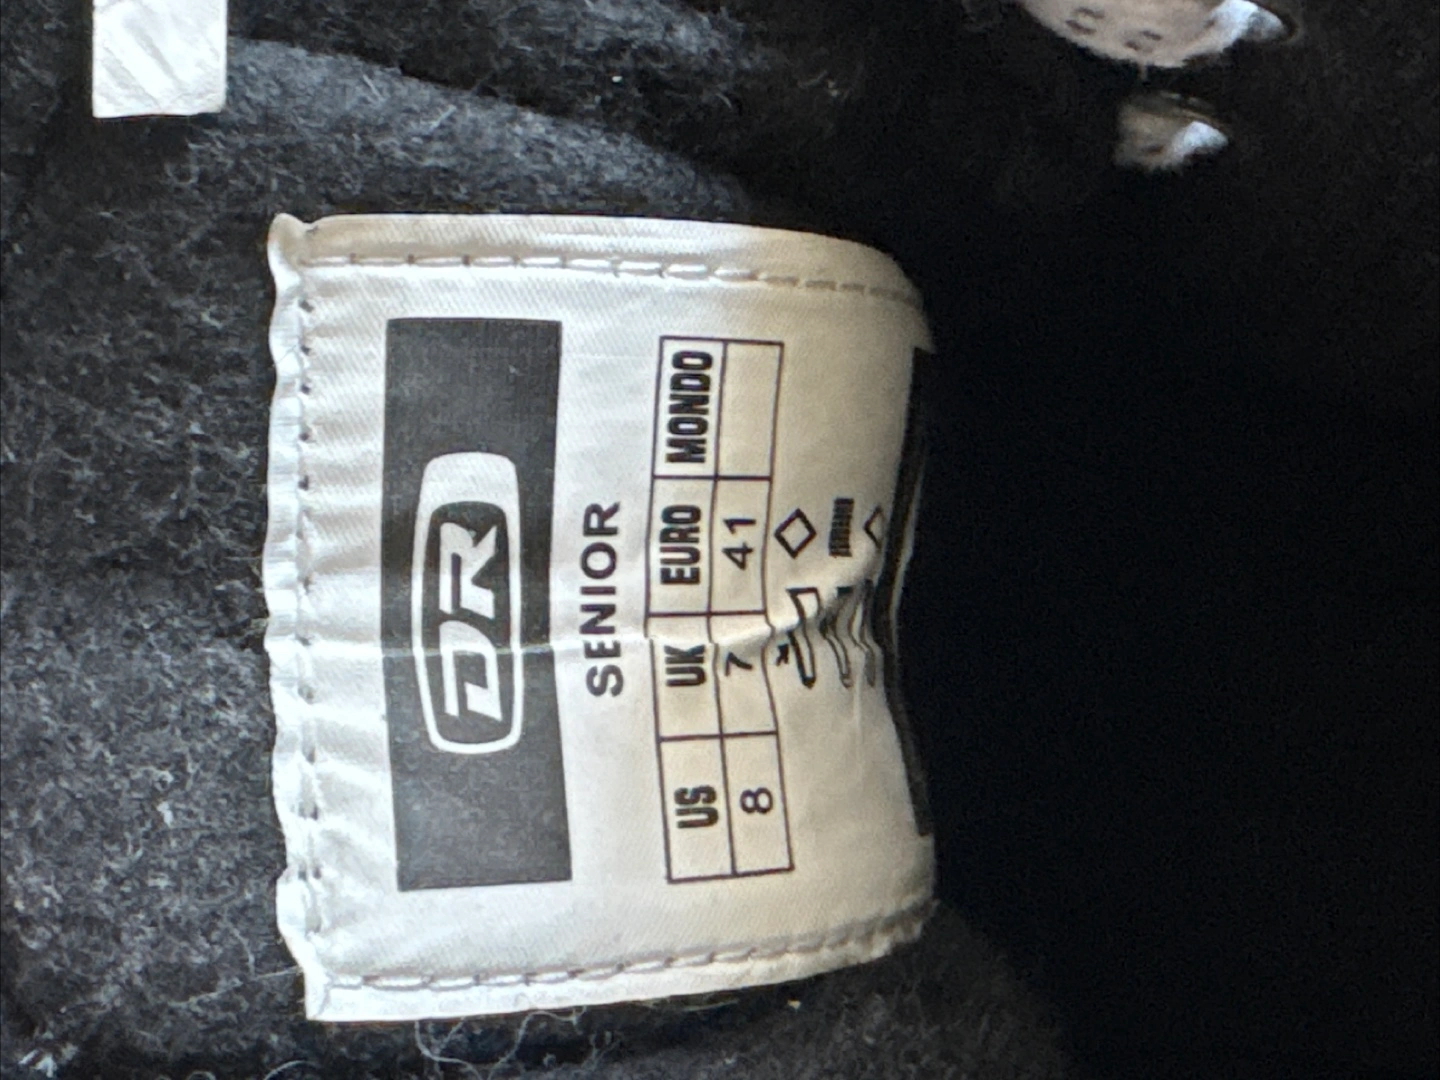 DR
SENIOR
US UK EURO MONDO
8 7 41